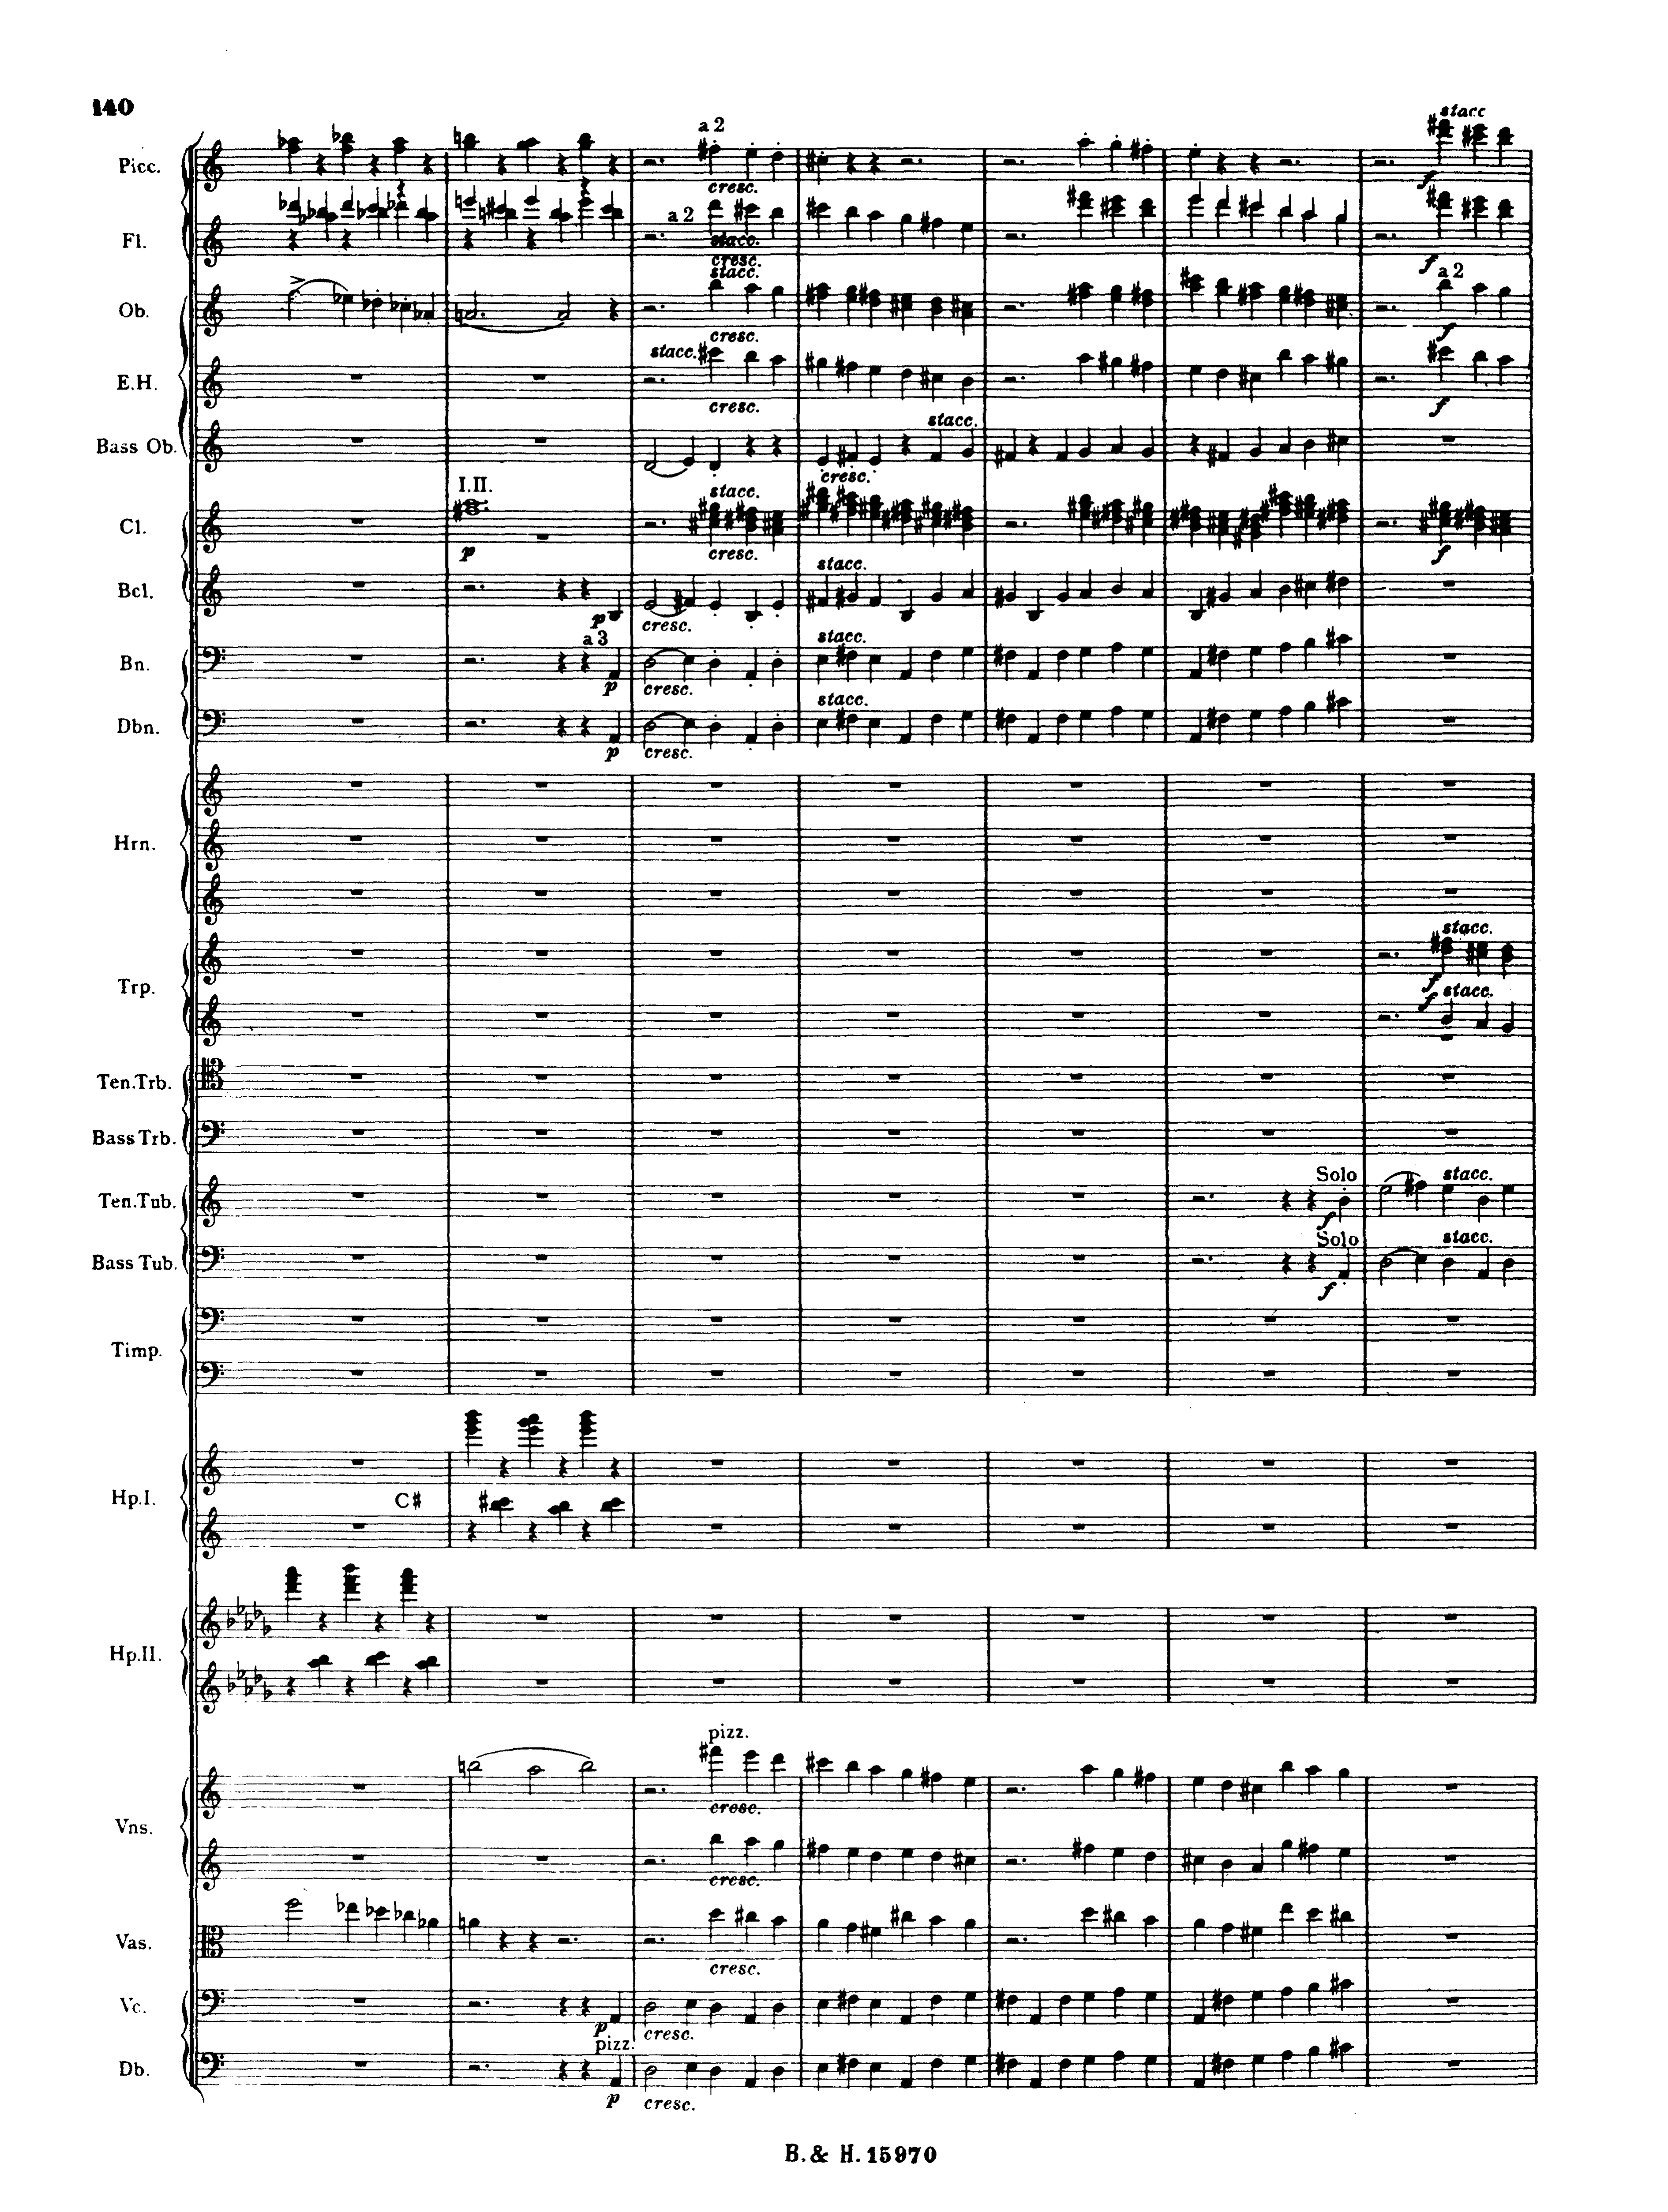 140
stacc
a 2
Picc.
cresc.
f
a 2
Fl.
stacc.
cresc.
f
stacc.
a 2
Ob.
cresc.
f
stacc.
E.H.
cresc.
f
stacc.
Bass Ob.
cresc.
I.II.
stacc.
Cl.
p
cresc.
f
stacc.
Bcl.
p
cresc.
a 3
stacc.
Bn.
p
cresc.
stacc.
Dbn.
p
cresc.
Hrn.
stacc.
f
Trp.
f stacc.
Ten.Trb.
Bass Trb.
Solo
stacc.
Ten.Tub.
f
Solo
stacc.
Bass Tub.
f
Timp.
Hp.I.
C#
Hp.II.
pizz.
cresc.
Vns.
cresc.
Vas.
cresc.
Vc.
p
cresc.
pizz.
Db.
p
cresc.
B. & H. 15970